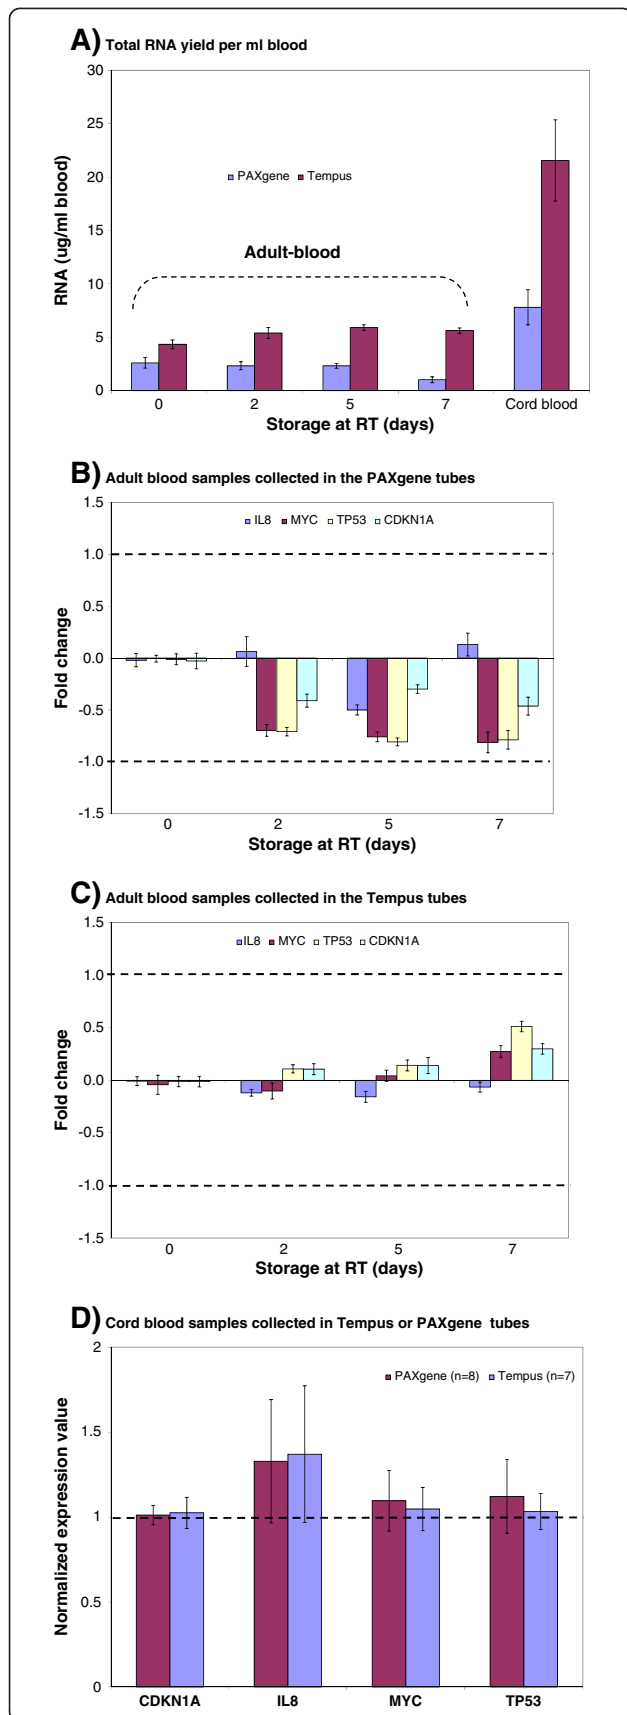 A) Total RNA yield per ml blood
30
25
20
15
10
5
0
RNA (ug/ml blood)
PAXgene Tempus
Adult-blood
0 2 5 7 Cord blood
Storage at RT (days)
B) Adult blood samples collected in the PAXgene tubes
1.5
1.0
0.5
0.0
-0.5
-1.0
-1.5
Fold change
IL8 MYC TP53 CDKN1A
0 2 5 7
Storage at RT (days)
C) Adult blood samples collected in the Tempus tubes
1.5
1.0
0.5
0.0
-0.5
-1.0
-1.5
Fold change
IL8 MYC TP53 CDKN1A
0 2 5 7
Storage at RT (days)
D) Cord blood samples collected in Tempus or PAXgene tubes
2
1.5
1
0.5
0
Normalized expression value
PAXgene (n=8) Tempus (n=7)
CDKN1A IL8 MYC TP53